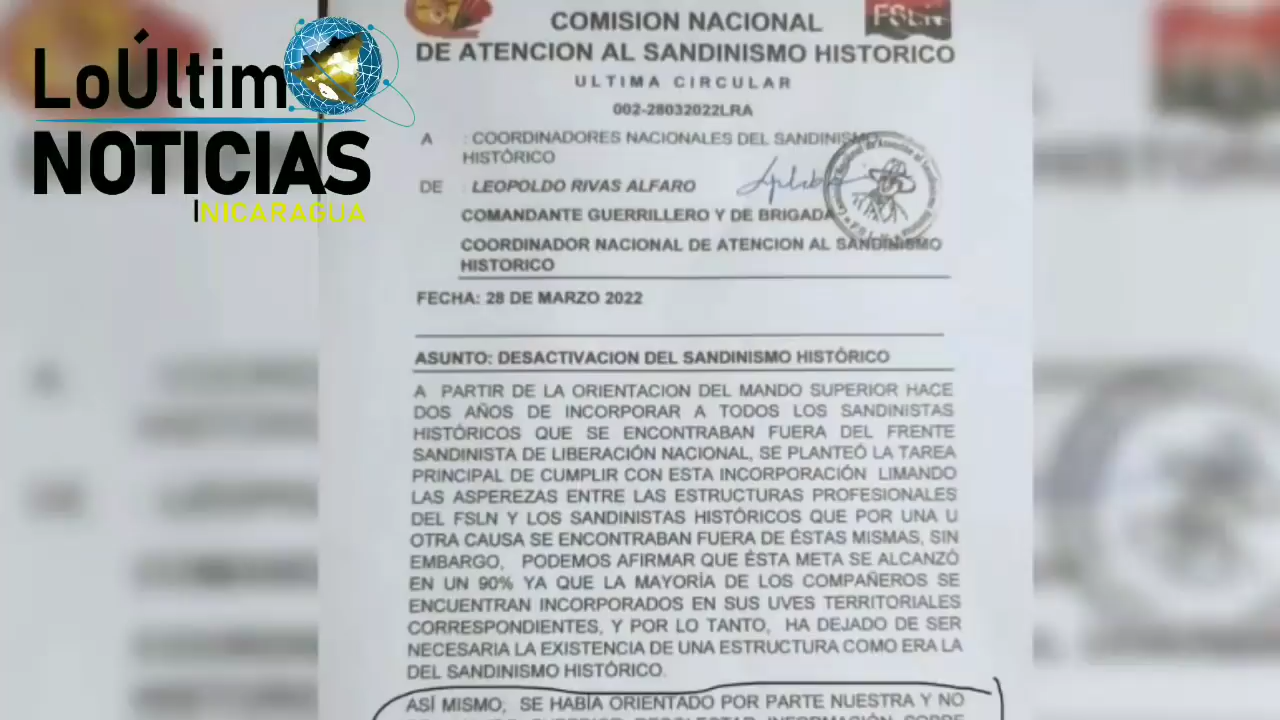 LoÚltimo
NOTICIAS
NICARAGUA
FSLN
COMISION NACIONAL
DE ATENCION AL SANDINISMO HISTORICO
ULTIMA CIRCULAR
002-28032022LRA
A : COORDINADORES NACIONALES DEL SANDINISMO
HISTÓRICO
DE : LEOPOLDO RIVAS ALFARO
COMANDANTE GUERRILLERO Y DE BRIGADA
COORDINADOR NACIONAL DE ATENCION AL SANDINISMO
HISTORICO
FECHA: 28 DE MARZO 2022
ASUNTO: DESACTIVACION DEL SANDINISMO HISTÓRICO
A PARTIR DE LA ORIENTACION DEL MANDO SUPERIOR HACE
DOS AÑOS DE INCORPORAR A TODOS LOS SANDINISTAS
HISTÓRICOS QUE SE ENCONTRABAN FUERA DEL FRENTE
SANDINISTA DE LIBERACIÓN NACIONAL, SE PLANTEÓ LA TAREA
PRINCIPAL DE CUMPLIR CON ESTA INCORPORACIÓN LIMANDO
LAS ASPEREZAS ENTRE LAS ESTRUCTURAS PROFESIONALES
DEL FSLN Y LOS SANDINISTAS HISTÓRICOS QUE POR UNA U
OTRA CAUSA SE ENCONTRABAN FUERA DE ÉSTAS MISMAS, SIN
EMBARGO, PODEMOS AFIRMAR QUE ÉSTA META SE ALCANZÓ
EN UN 90% YA QUE LA MAYORÍA DE LOS COMPAÑEROS SE
ENCUENTRAN INCORPORADOS EN SUS UVES TERRITORIALES
CORRESPONDIENTES, Y POR LO TANTO, HA DEJADO DE SER
NECESARIA LA EXISTENCIA DE UNA ESTRUCTURA COMO ERA LA
DEL SANDINISMO HISTÓRICO.
ASÍ MISMO, SE HABÍA ORIENTADO POR PARTE NUESTRA Y NO